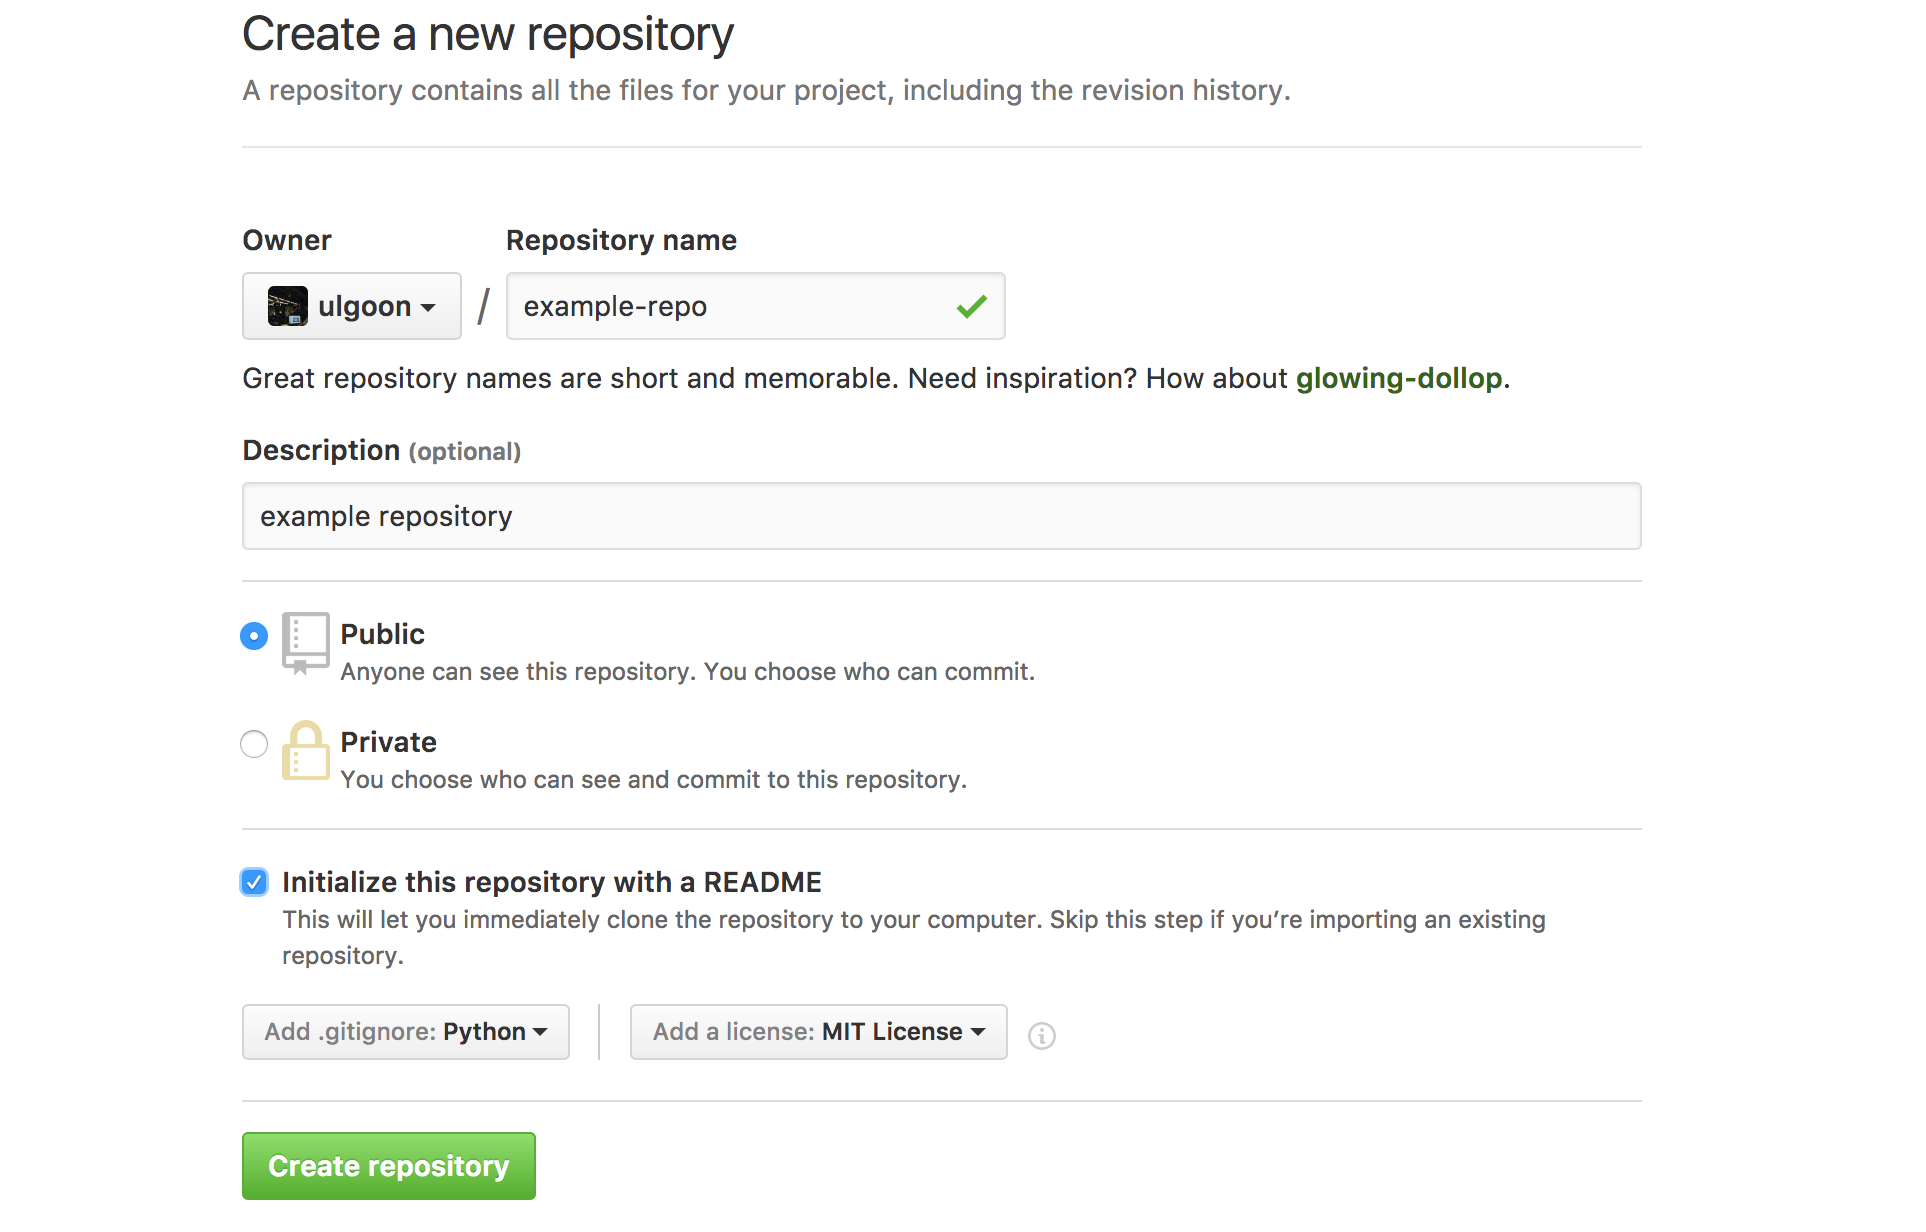 Create a new repository
A repository contains all the files for your project, including the revision history.
Owner
Repository name
ulgoon / example-repo
Great repository names are short and memorable. Need inspiration? How about glowing-dollop.
Description (optional)
example repository
Public
Anyone can see this repository. You choose who can commit.
Private
You choose who can see and commit to this repository.
Initialize this repository with a README
This will let you immediately clone the repository to your computer. Skip this step if you’re importing an existing
repository.
Add .gitignore: Python
Add a license: MIT License
Create repository